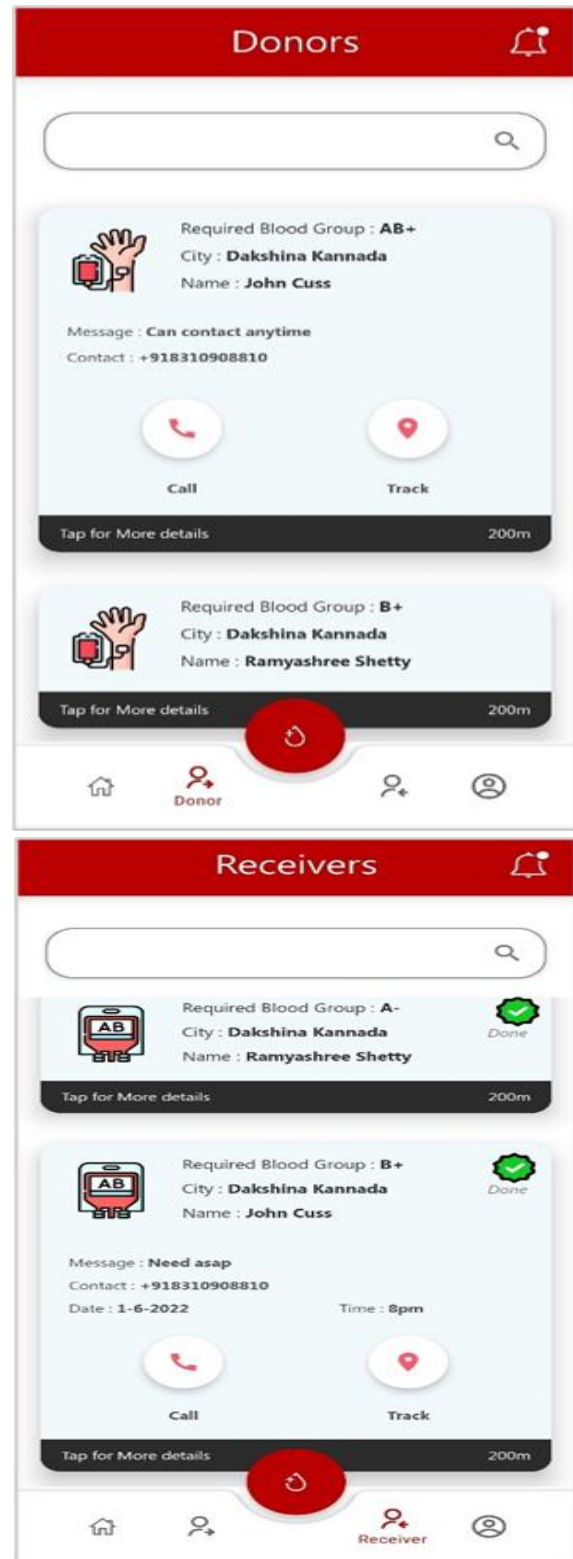 Donors
Required Blood Group : AB+
City : Dakshina Kannada
Name : John Cuss
Message : Can contact anytime
Contact : +918310908810
Call Track
Tap for More details 200m
Required Blood Group : B+
City : Dakshina Kannada
Name : Ramyashree Shetty
Tap for More details 200m
Donor
Receivers
Required Blood Group : A-
AB City : Dakshina Kannada Done
Name : Ramyashree Shetty
Tap for More details 200m
Required Blood Group : B+
AB City : Dakshina Kannada Done
Name : John Cuss
Message : Need asap
Contact : +918310908810
Date : 1-6-2022 Time : 8pm
Call Track
Tap for More details 200m
Receiver